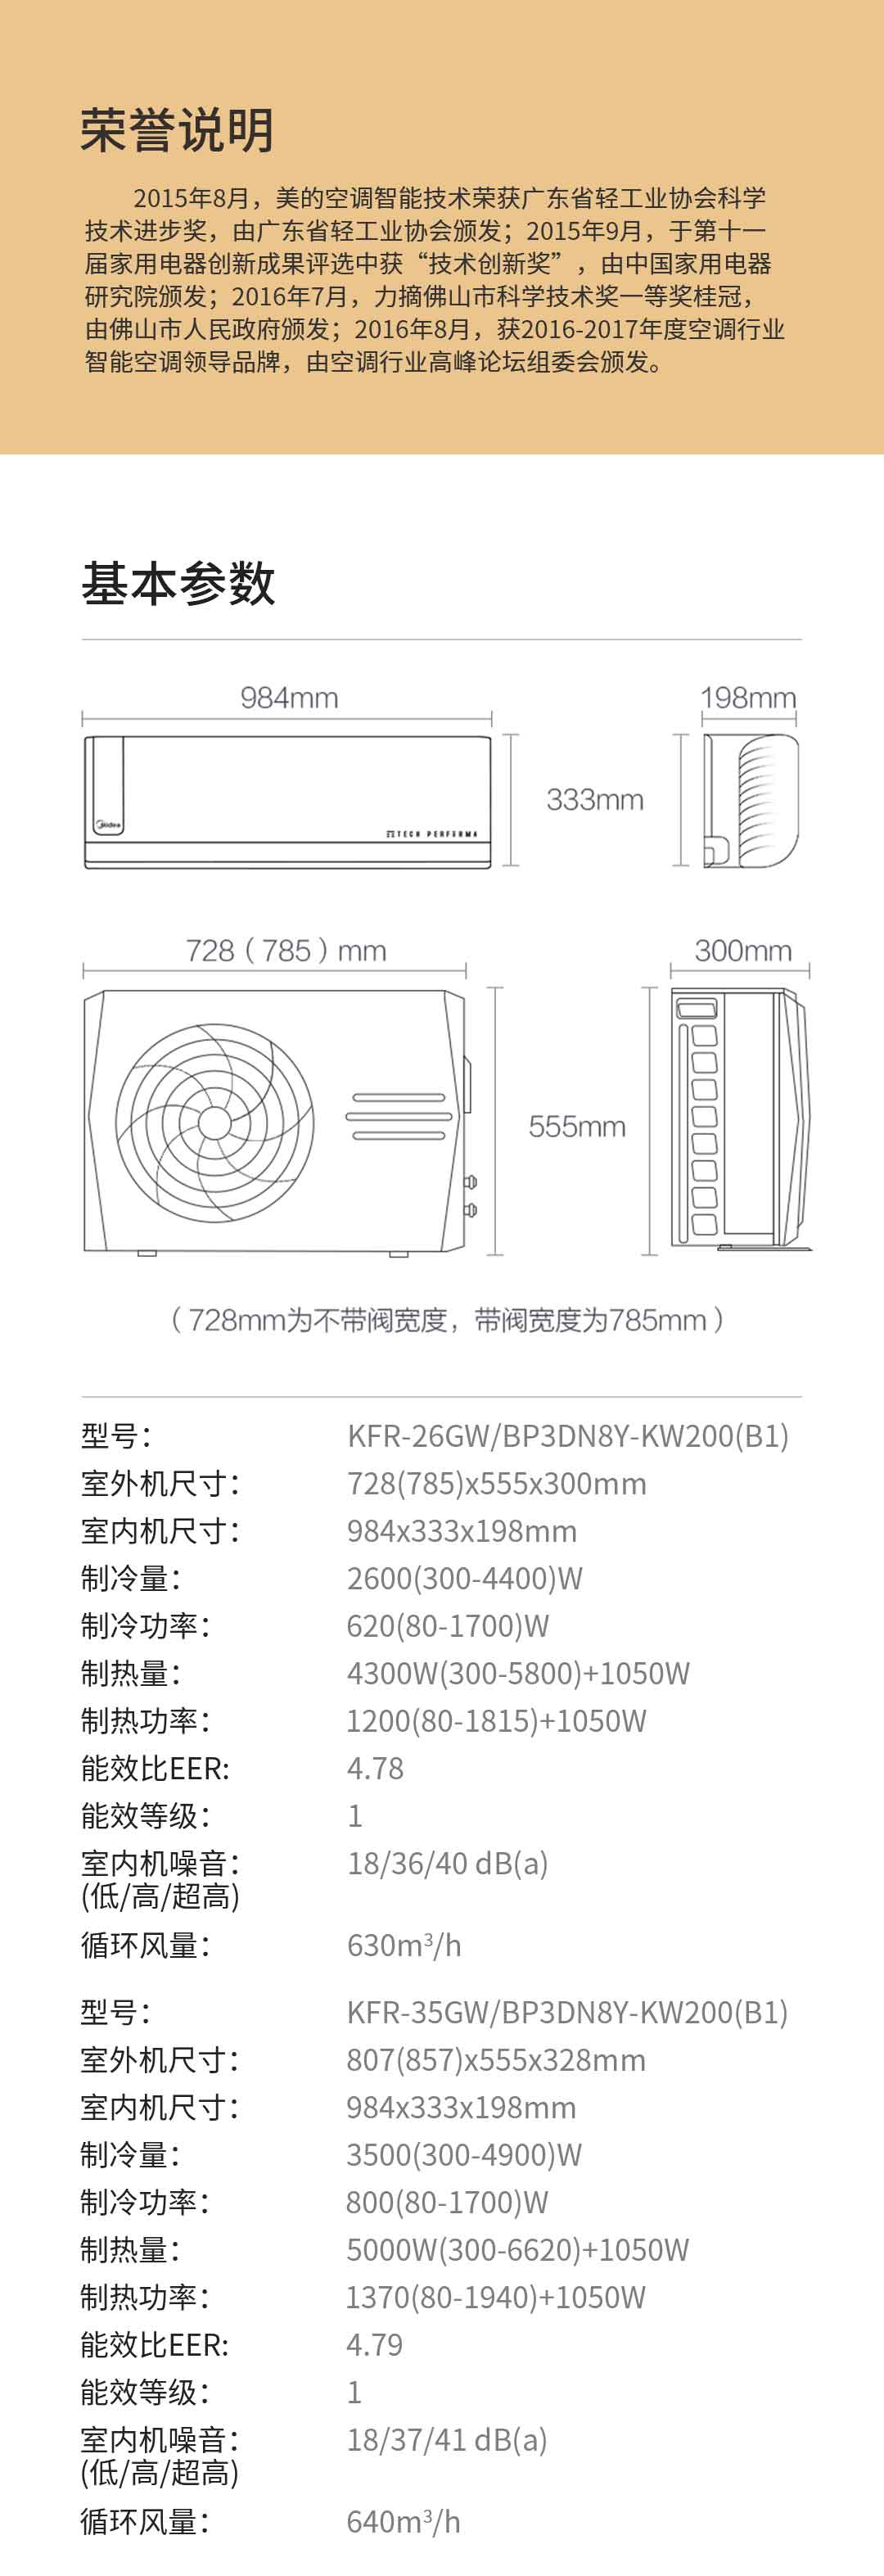 荣誉说明
2015年8月，美的空调智能技术荣获广东省轻工业协会科学
技术进步奖，由广东省轻工业协会颁发；2015年9月，于第十一
届家用电器创新成果评选中获“技术创新奖”，由中国家用电器
研究院颁发；2016年7月，力摘佛山市科学技术奖一等奖桂冠，
由佛山市人民政府颁发；2016年8月，获2016-2017年度空调行业
智能空调领导品牌，由空调行业高峰论坛组委会颁发。
基本参数
984mm
198mm
333mm
Midea
TECH PERFERMA
728（785）mm
300mm
555mm
（728mm为不带阀宽度，带阀宽度为785mm）
型号： KFR-26GW/BP3DN8Y-KW200(B1)
室外机尺寸： 728(785)x555x300mm
室内机尺寸： 984x333x198mm
制冷量： 2600(300-4400)W
制冷功率： 620(80-1700)W
制热量： 4300W(300-5800)+1050W
制热功率： 1200(80-1815)+1050W
能效比EER: 4.78
能效等级： 1
室内机噪音： 18/36/40 dB(a)
(低/高/超高)
循环风量： 630m³/h
型号： KFR-35GW/BP3DN8Y-KW200(B1)
室外机尺寸： 807(857)x555x328mm
室内机尺寸： 984x333x198mm
制冷量： 3500(300-4900)W
制冷功率： 800(80-1700)W
制热量： 5000W(300-6620)+1050W
制热功率： 1370(80-1940)+1050W
能效比EER: 4.79
能效等级： 1
室内机噪音： 18/37/41 dB(a)
(低/高/超高)
循环风量： 640m³/h